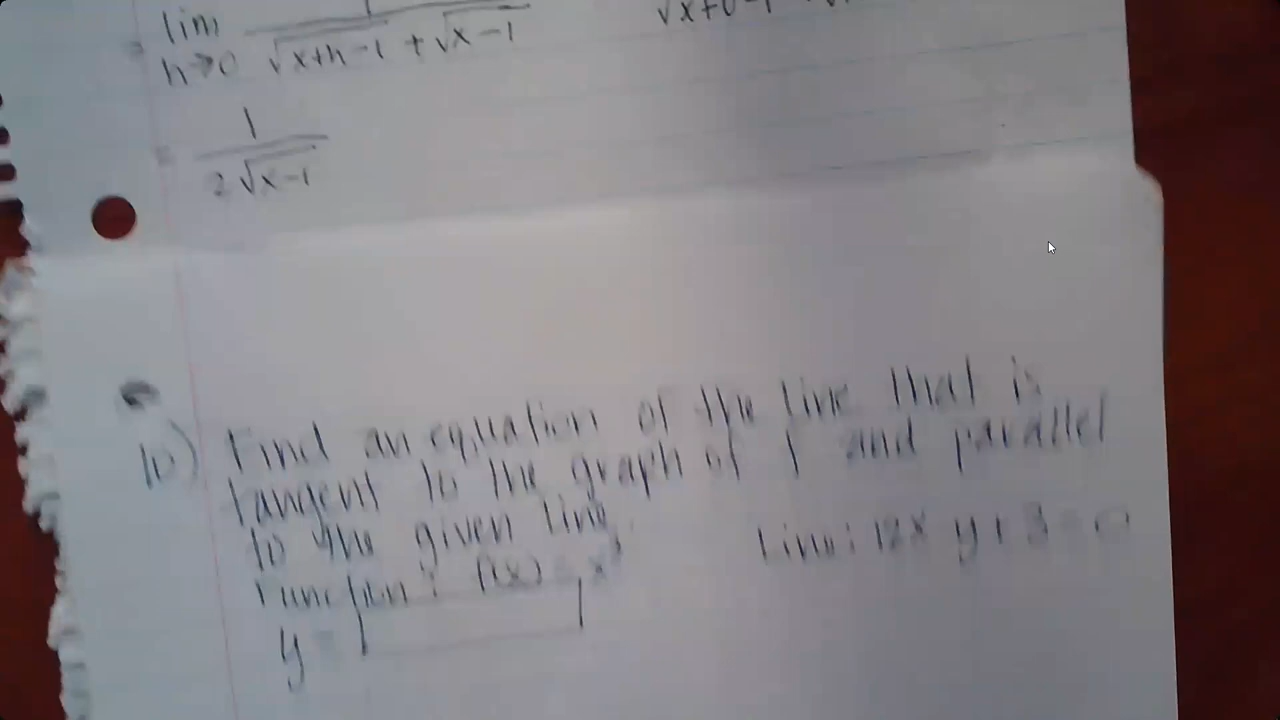 lim 1 / √x+h-1 + √x-1
h→0
= 1 / 2√x-1
10) Find an equation of the line that is
tangent to the graph of f and parallel
to the given line.
Function: f(x) = x³
Line: 12x y + 3 = 0
y =